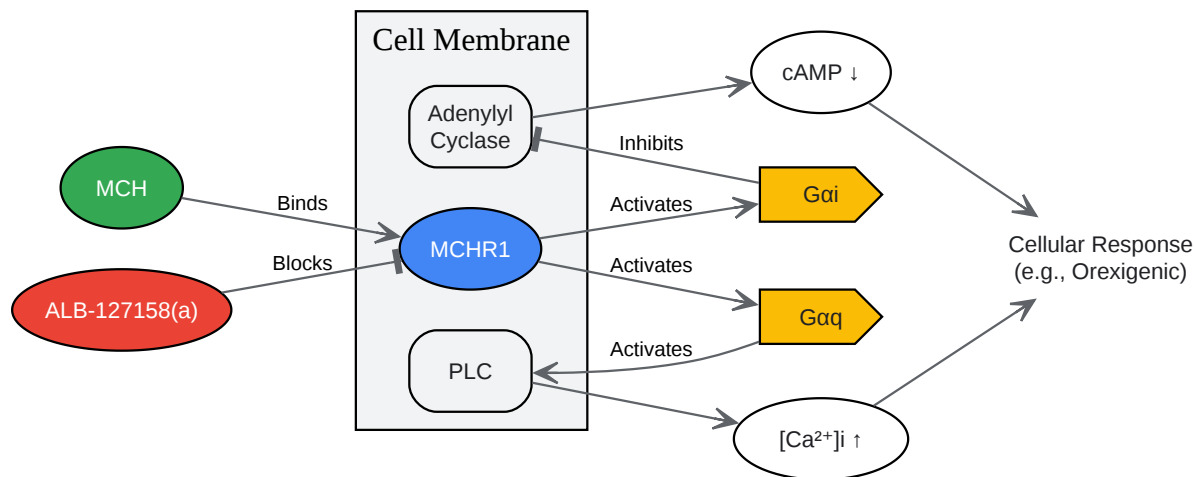 Cell Membrane
Adenylyl
Cyclase
cAMP ↓
Inhibits
MCH
Binds
Activates
Gαi
MCHR1
Cellular Response
(e.g., Orexigenic)
Blocks
Activates
ALB-127158(a)
Gαq
Activates
PLC
[Ca²⁺]i ↑